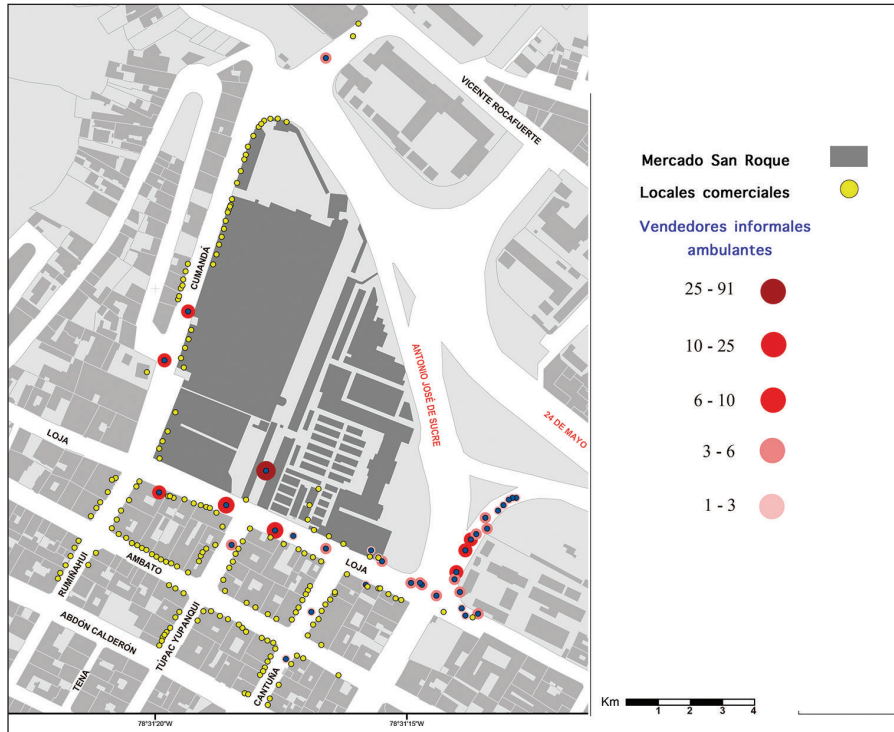 VICENTE ROCAFUERTE
CUMANDÁ
ANTONIO JOSÉ DE SUCRE
24 DE MAYO
LOJA
LOJA
AMBATO
RUMIÑAHUI
ABDÓN CALDERÓN
TÚPAC YUPANQUI
TENA
CANTUÑA
78°31'20"W
78°31'15"W
Mercado San Roque
Locales comerciales
Vendedores informales
ambulantes
25 - 91
10 - 25
6 - 10
3 - 6
1 - 3
Km
1 2 3 4